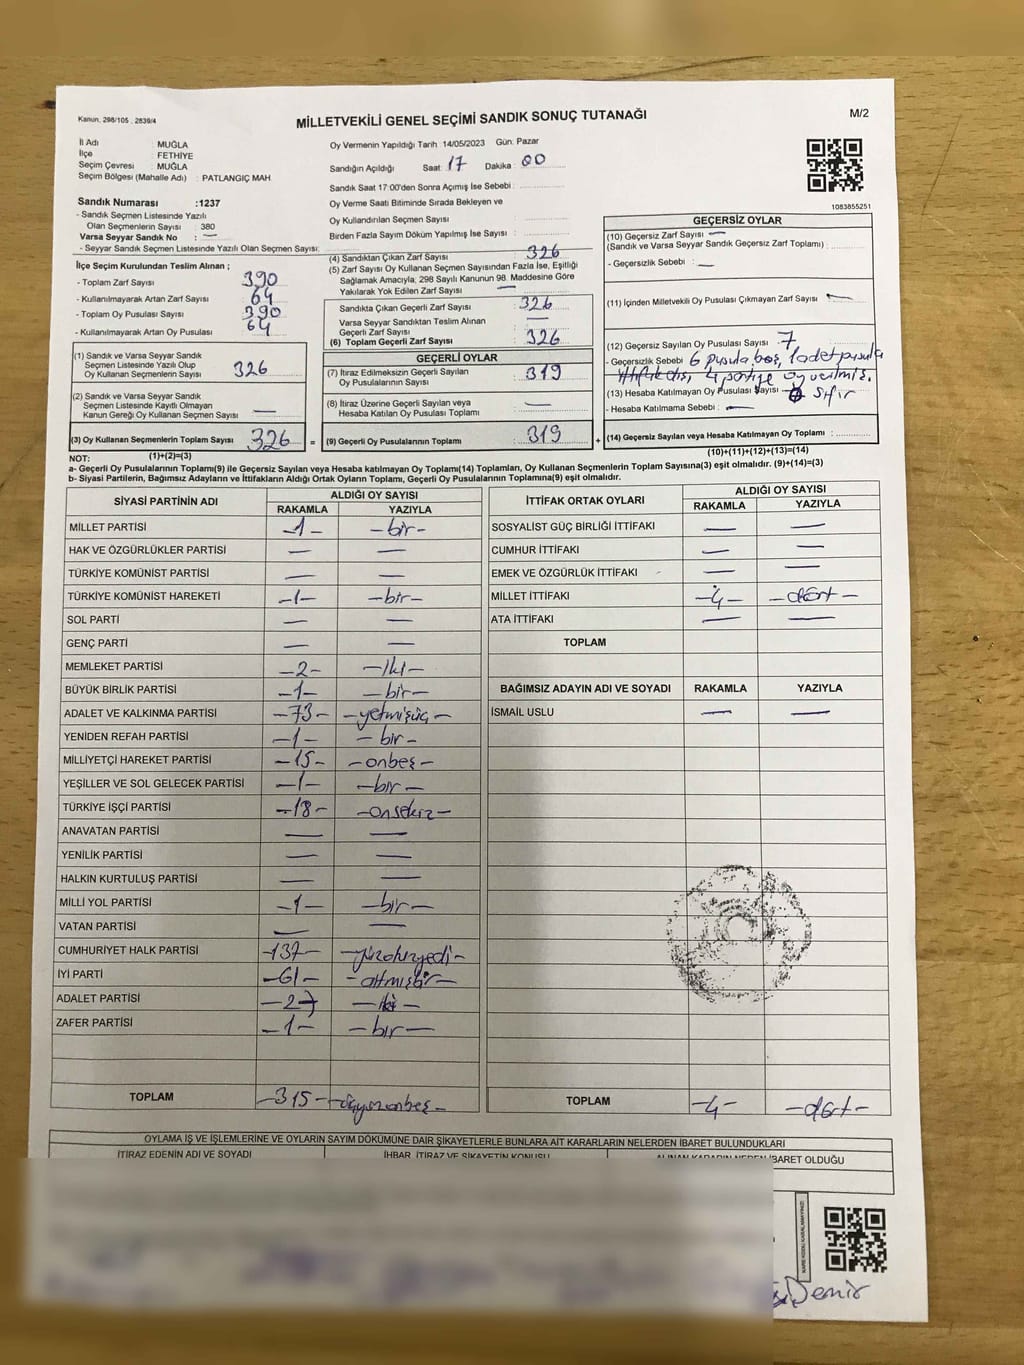 Kanun, 298/105 , 2839/4
MİLLETVEKİLİ GENEL SEÇİMİ SANDIK SONUÇ TUTANAĞI
M/2
İl Adı : MUĞLA
İlçe : FETHİYE
Seçim Çevresi : MUĞLA
Seçim Bölgesi (Mahalle Adı) : PATLANGIÇ MAH.
Sandık Numarası :1237
- Sandık Seçmen Listesinde Yazılı
Olan Seçmenlerin Sayısı : 380
Varsa Seyyar Sandık No : —
- Seyyar Sandık Seçmen Listesinde Yazılı Olan Seçmen Sayısı:
Oy Vermenin Yapıldığı Tarih 14/05/2023 Gün: Pazar
Sandığın Açıldığı Saat: 17 Dakika : 00
Sandık Saat 17:00'den Sonra Açımış İse Sebebi :
Oy Verme Saati Bitiminde Sırada Bekleyen ve
Oy Kullandırılan Seçmen Sayısı :
Birden Fazla Sayım Döküm Yapılmış İse Sayısı :
1083855251
İlçe Seçim Kurulundan Teslim Alınan ;
- Toplam Zarf Sayısı : 390
- Kullanılmayarak Artan Zarf Sayısı : 64
- Toplam Oy Pusulası Sayısı : 390
- Kullanılmayarak Artan Oy Pusulası : 64
(1) Sandık ve Varsa Seyyar Sandık
Seçmen Listesinde Yazılı Olup
Oy Kullanan Seçmenlerin Sayısı : 326
(2) Sandık ve Varsa Seyyar Sandık
Seçmen Listesinde Kayıtlı Olmayan
Kanun Gereği Oy Kullanan Seçmen Sayısı : —
(3) Oy Kullanan Seçmenlerin Toplam Sayısı : 326 =
(4) Sandıktan Çıkan Zarf Sayısı : 326
(5) Zarf Sayısı Oy Kullanan Seçmen Sayısından Fazla İse, Eşitliği
Sağlamak Amacıyla; 298 Sayılı Kanunun 98. Maddesine Göre
Yakılarak Yok Edilen Zarf Sayısı : —
Sandıkta Çıkan Geçerli Zarf Sayısı : 326
Varsa Seyyar Sandıktan Teslim Alınan
Geçerli Zarf Sayısı : —
(6) Toplam Geçerli Zarf Sayısı : 326
GEÇERLİ OYLAR
(7) İtiraz Edilmeksizin Geçerli Sayılan
Oy Pusulalarının Sayısı : 319
(8) İtiraz Üzerine Geçerli Sayılan veya
Hesaba Katılan Oy Pusulası Toplamı : —
(9) Geçerli Oy Pusulalarının Toplamı : 319 +
GEÇERSİZ OYLAR
(10) Geçersiz Zarf Sayısı : —
(Sandık ve Varsa Seyyar Sandık Geçersiz Zarf Toplamı) :
- Geçersizlik Sebebi : —
(11) İçinden Milletvekili Oy Pusulası Çıkmayan Zarf Sayısı : —
(12) Geçersiz Sayılan Oy Pusulası Sayısı : 7
- Geçersizlik Sebebi : 6 pusula boş, 1 adet pusula
ittifak dışı, 4 partiye oy verilmiş.
(13) Hesaba Katılmayan Oy Pusulası Sayısı : 0 sıfır
- Hesaba Katılmama Sebebi : —
(14) Geçersiz Sayılan veya Hesaba Katılmayan Oy Toplamı :
NOT: (1)+(2)=(3) (10)+(11)+(12)+(13)=(14)
a- Geçerli Oy Pusulalarının Toplamı(9) ile Geçersiz Sayılan veya Hesaba katılmayan Oy Toplamı(14) Toplamları, Oy Kullanan Seçmenlerin Toplam Sayısına(3) eşit olmalıdır. (9)+(14)=(3)
b- Siyasi Partilerin, Bağımsız Adayların ve İttifakların Aldığı Ortak Oyların Toplamı, Geçerli Oy Pusulalarının Toplamına(9) eşit olmalıdır.
SİYASİ PARTİNİN ADI ALDIĞI OY SAYISI
RAKAMLA YAZIYLA
MİLLET PARTİSİ -1- -bir-
HAK VE ÖZGÜRLÜKLER PARTİSİ — —
TÜRKİYE KOMÜNİST PARTİSİ — —
TÜRKİYE KOMÜNİST HAREKETİ -1- -bir-
SOL PARTİ — —
GENÇ PARTİ — —
MEMLEKET PARTİSİ -2- -iki-
BÜYÜK BİRLİK PARTİSİ -1- -bir-
ADALET VE KALKINMA PARTİSİ -73- -yetmişüç-
YENİDEN REFAH PARTİSİ -1- -bir-
MİLLİYETÇİ HAREKET PARTİSİ -15- -onbeş-
YEŞİLLER VE SOL GELECEK PARTİSİ -1- -bir-
TÜRKİYE İŞÇİ PARTİSİ -18- -onsekiz-
ANAVATAN PARTİSİ — —
YENİLİK PARTİSİ — —
HALKIN KURTULUŞ PARTİSİ — —
MİLLİ YOL PARTİSİ -1- -bir-
VATAN PARTİSİ — —
CUMHURİYET HALK PARTİSİ -137- -yüzotuzyedi-
İYİ PARTİ -61- -altmışbir-
ADALET PARTİSİ -2- -iki-
ZAFER PARTİSİ -1- -bir-
TOPLAM -315- -üçyüzonbeş-
İTTİFAK ORTAK OYLARI ALDIĞI OY SAYISI
RAKAMLA YAZIYLA
SOSYALİST GÜÇ BİRLİĞİ İTTİFAKI — —
CUMHUR İTTİFAKI — —
EMEK VE ÖZGÜRLÜK İTTİFAKI — —
MİLLET İTTİFAKI -4- -dört-
ATA İTTİFAKI — —
TOPLAM
BAĞIMSIZ ADAYIN ADI VE SOYADI RAKAMLA YAZIYLA
İSMAİL USLU — —
TOPLAM -4- -dört-
OYLAMA İŞ VE İŞLEMLERİNE VE OYLARIN SAYIM DÖKÜMÜNE DAİR ŞİKAYETLERLE BUNLARA AİT KARARLARIN NELERDEN İBARET BULUNDUKLARI
İTİRAZ EDENİN ADI VE SOYADI İHBAR, İTİRAZ VE ŞİKAYETİN KONUSU ALINAN KARARIN NEDEN İBARET OLDUĞU
KARE KODU KARALAMAYINIZ!
Demir